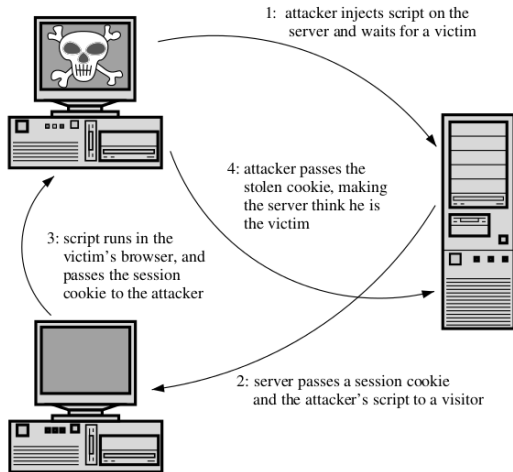 1: attacker injects script on the
server and waits for a victim
4: attacker passes the
stolen cookie, making
the server think he is
the victim
3: script runs in the
victim's browser, and
passes the session
cookie to the attacker
2: server passes a session cookie
and the attacker's script to a visitor